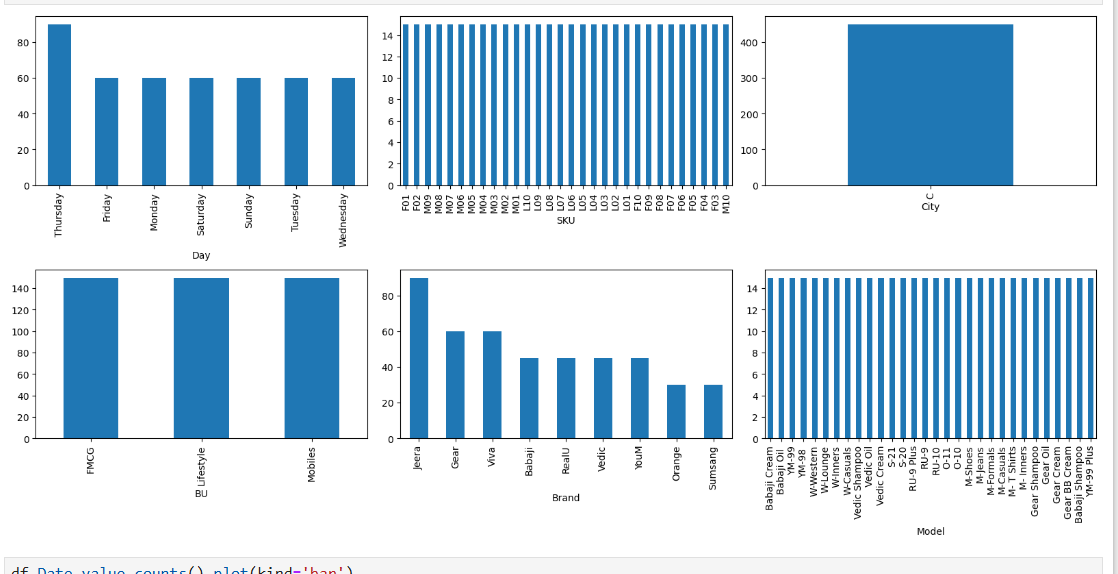 80
60
40
20
0
Thursday
Friday
Monday
Saturday
Sunday
Tuesday
Wednesday
Day
14
12
10
8
6
4
2
0
F01
F02
M09
M08
M07
M06
M05
M04
M03
M02
M01
L10
L09
L08
L07
L06
L05
L04
L03
L02
L01
F10
F09
F08
F07
F06
F05
F04
F03
M10
SKU
400
300
200
100
0
C
City
140
120
100
80
60
40
20
0
FMCG
Lifestyle
Mobiles
BU
80
60
40
20
0
Jeera
Gear
Viva
Babaji
RealU
Vedic
YouM
Orange
Sumsang
Brand
14
12
10
8
6
4
2
0
Babaji Cream
Babaji Oil
YM-99
YM-98
W-Western
W-Lounge
W-Inners
W-Casuals
Vedic Shampoo
Vedic Oil
Vedic Cream
S-21
S-20
RU-9 Plus
RU-9
RU-10
O-11
O-10
M-Shoes
M-Jeans
M-Formals
M-Casuals
M- T Shirts
M- Inners
Gear Shampoo
Gear Oil
Gear Cream
Gear BB Cream
Babaji Shampoo
YM-99 Plus
Model
df.Date.value_counts().plot(kind='bar')